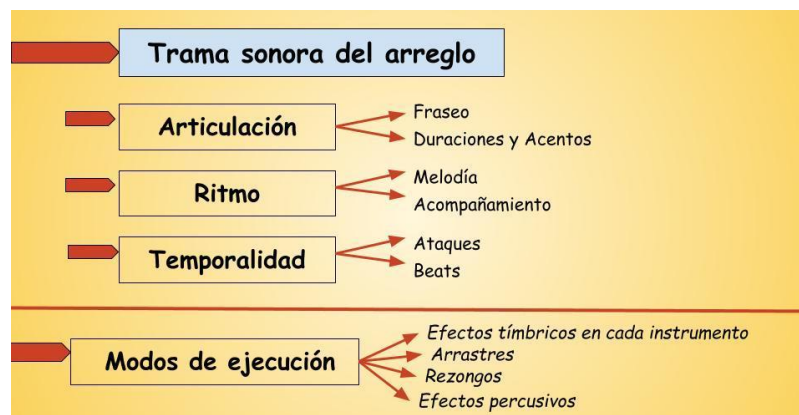 Trama sonora del arreglo
Articulación
Fraseo
Duraciones y Acentos
Ritmo
Melodía
Acompañamiento
Temporalidad
Ataques
Beats
Modos de ejecución
Efectos tímbricos en cada instrumento
Arrastres
Rezongos
Efectos percusivos